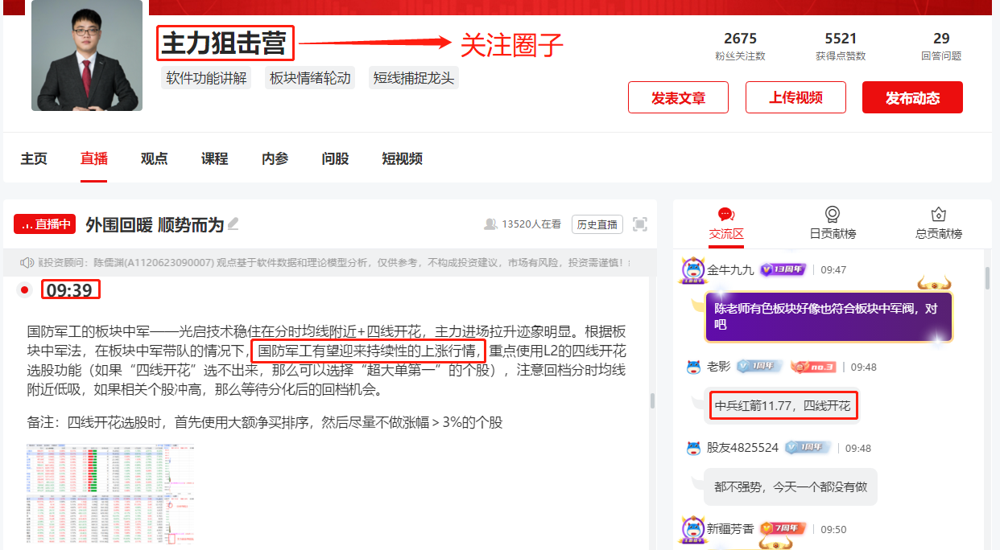 主力狙击营
关注圈子
软件功能讲解 板块情绪轮动 短线捕捉龙头
2675 5521 29
粉丝关注数 获得点赞数 回答问题
发表文章 上传视频 发布动态
主页 直播 观点 课程 内参 问股 短视频
直播中 外围回暖 顺势而为
13520人在看 历史直播
投资顾问：陈儒渊(A1120623090007) 观点基于软件数据和理论模型分析，仅供参考，不构成投资建议，市场有风险，投资需谨慎！
09:39
国防军工的板块中军——光启技术稳住在分时均线附近+四线开花，主力进场拉升迹象明显。根据板
块中军法，在板块中军带队的情况下，国防军工有望迎来持续性的上涨行情，重点使用L2的四线开花
选股功能（如果“四线开花”选不出来，那么可以选择“超大单第一”的个股），注意回档分时均线
附近低吸，如果相关个股冲高，那么等待分化后的回档机会。
备注：四线开花选股时，首先使用大额净买排序，然后尽量不做涨幅＞3%的个股
交流区 日贡献榜 总贡献榜
金牛九九 13周年 09:47
陈老师有色板块好像也符合板块中军阀，对
吧
老影 1周年 no.3 09:48
中兵红箭11.77，四线开花
股友4825524 1周年 09:48
都不强势，今天一个都没有做
新疆芳香 7周年 09:50